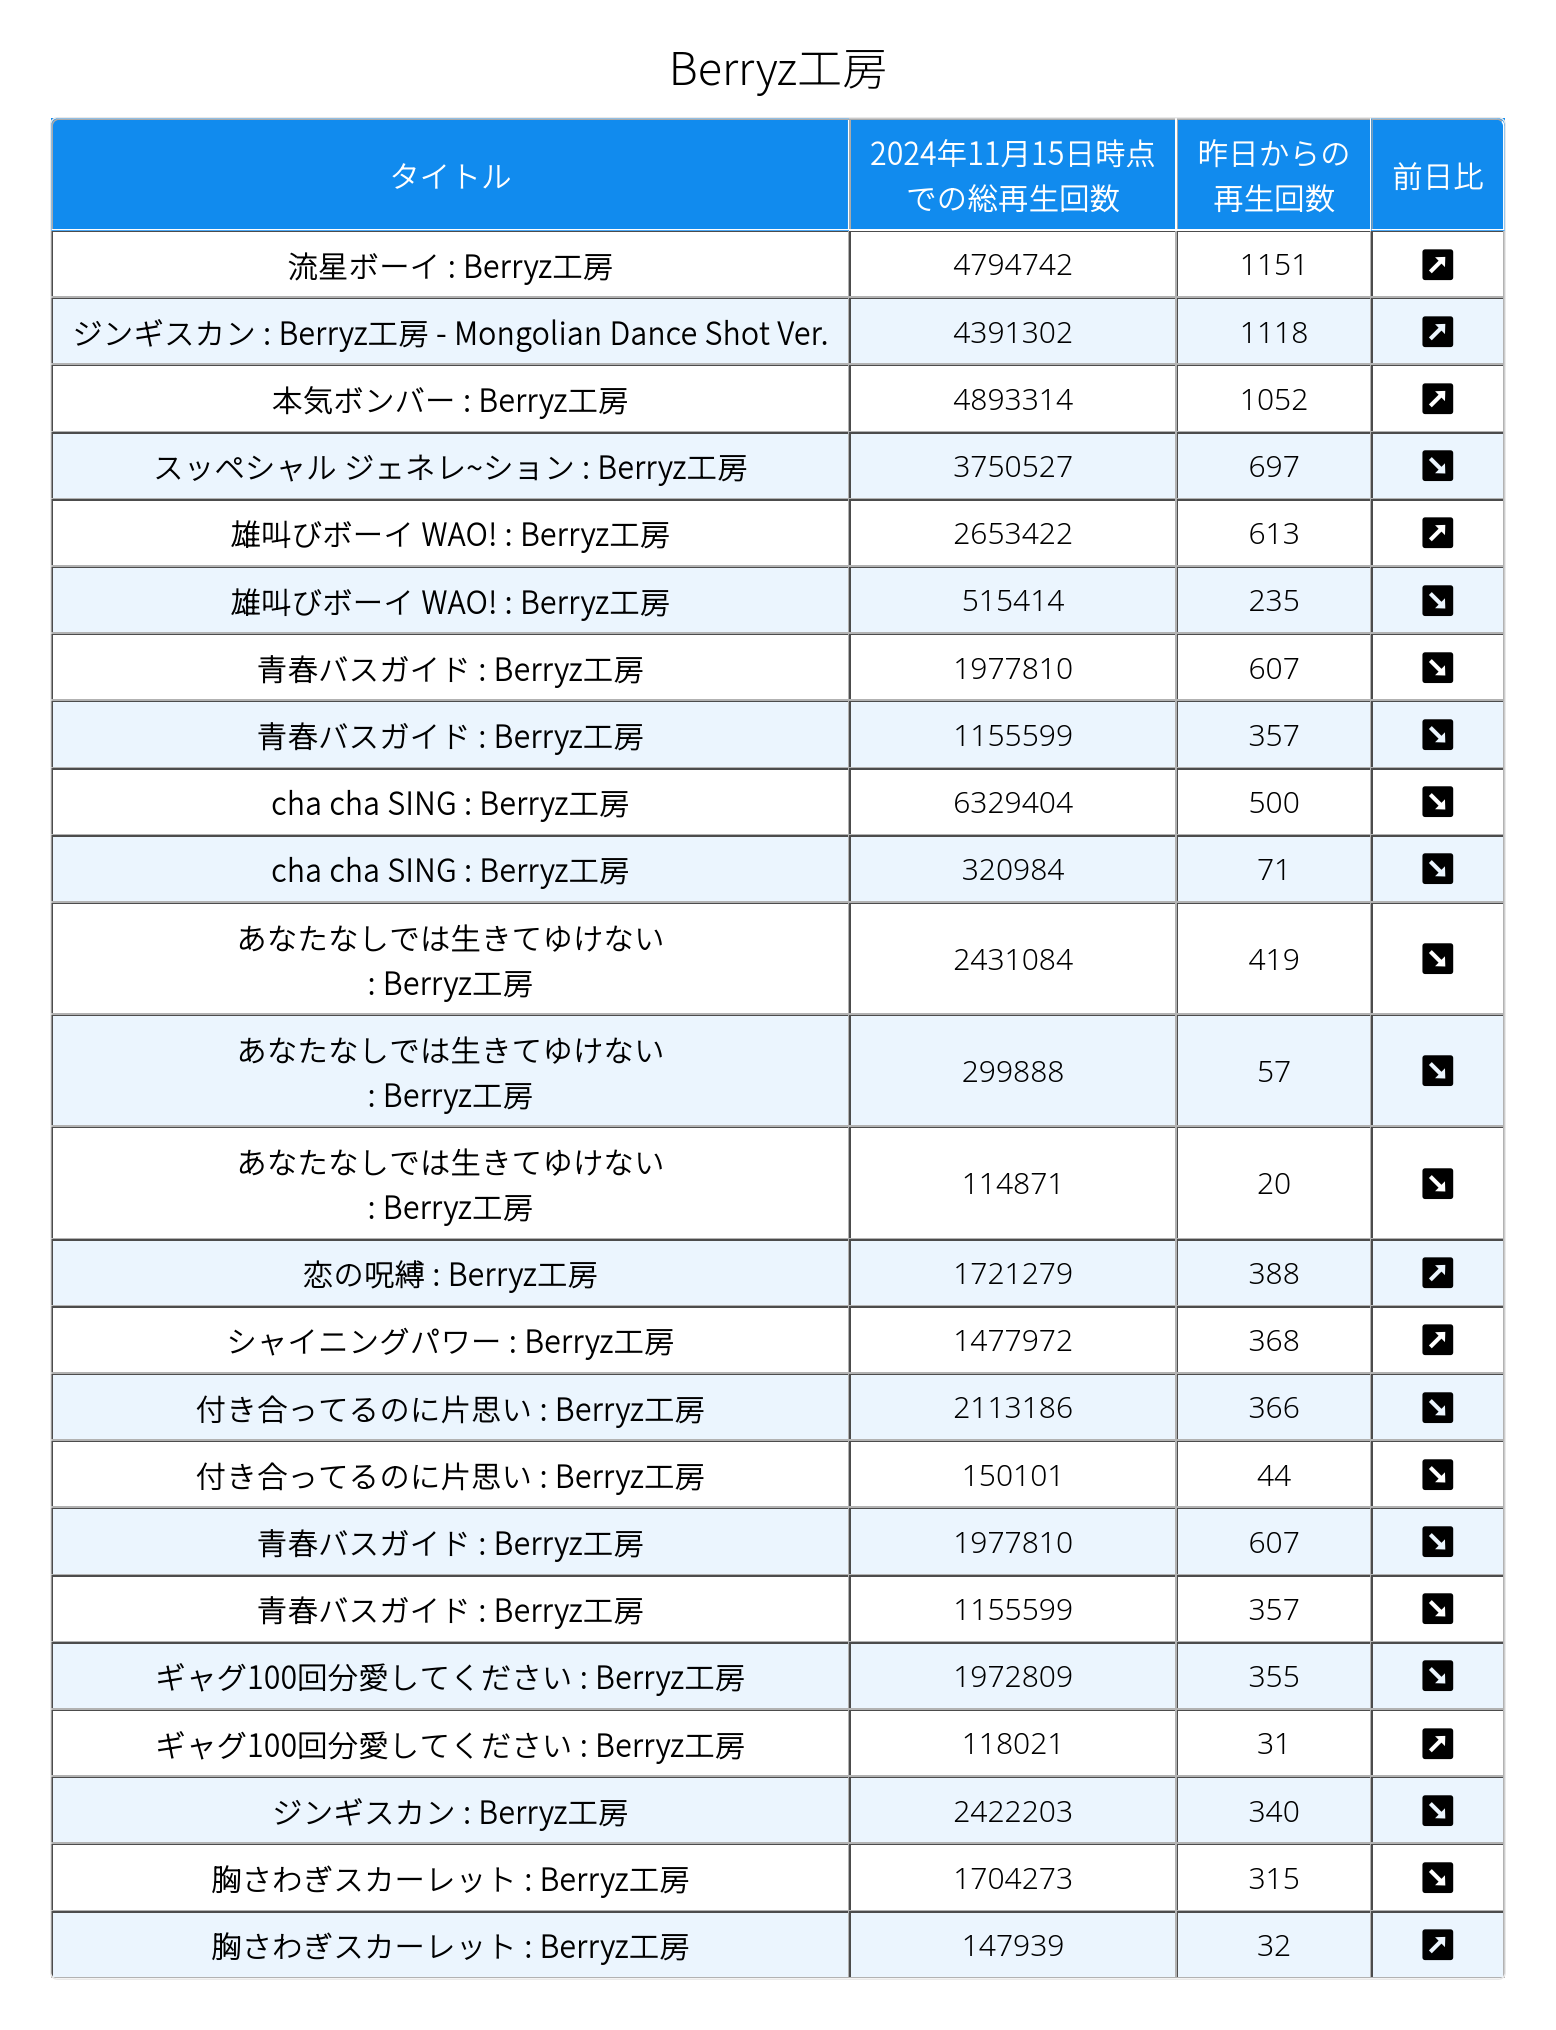 Berryz工房
タイトル
2024年11月15日時点
での総再生回数
昨日からの
再生回数
前日比
流星ボーイ : Berryz工房 4794742 1151
ジンギスカン : Berryz工房 - Mongolian Dance Shot Ver. 4391302 1118
本気ボンバー : Berryz工房 4893314 1052
スッペシャル ジェネレ~ション : Berryz工房 3750527 697
雄叫びボーイ WAO! : Berryz工房 2653422 613
雄叫びボーイ WAO! : Berryz工房 515414 235
青春バスガイド : Berryz工房 1977810 607
青春バスガイド : Berryz工房 1155599 357
cha cha SING : Berryz工房 6329404 500
cha cha SING : Berryz工房 320984 71
あなたなしでは生きてゆけない
: Berryz工房 2431084 419
あなたなしでは生きてゆけない
: Berryz工房 299888 57
あなたなしでは生きてゆけない
: Berryz工房 114871 20
恋の呪縛 : Berryz工房 1721279 388
シャイニングパワー : Berryz工房 1477972 368
付き合ってるのに片思い : Berryz工房 2113186 366
付き合ってるのに片思い : Berryz工房 150101 44
青春バスガイド : Berryz工房 1977810 607
青春バスガイド : Berryz工房 1155599 357
ギャグ100回分愛してください : Berryz工房 1972809 355
ギャグ100回分愛してください : Berryz工房 118021 31
ジンギスカン : Berryz工房 2422203 340
胸さわぎスカーレット : Berryz工房 1704273 315
胸さわぎスカーレット : Berryz工房 147939 32